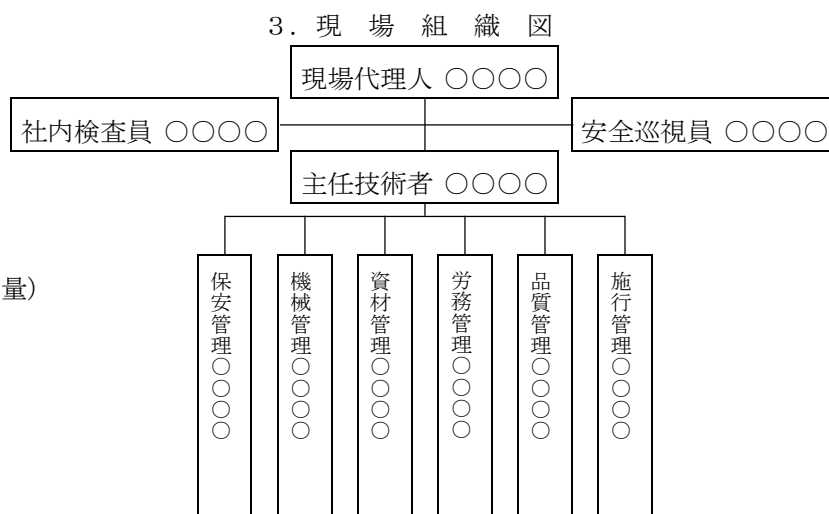 3．現 場 組 織 図
現場代理人 ○○○○
社内検査員 ○○○○
安全巡視員 ○○○○
主任技術者 ○○○○
量）
保安管理○○○○
機械管理○○○○
資材管理○○○○
労務管理○○○○
品質管理○○○○
施行管理○○○○